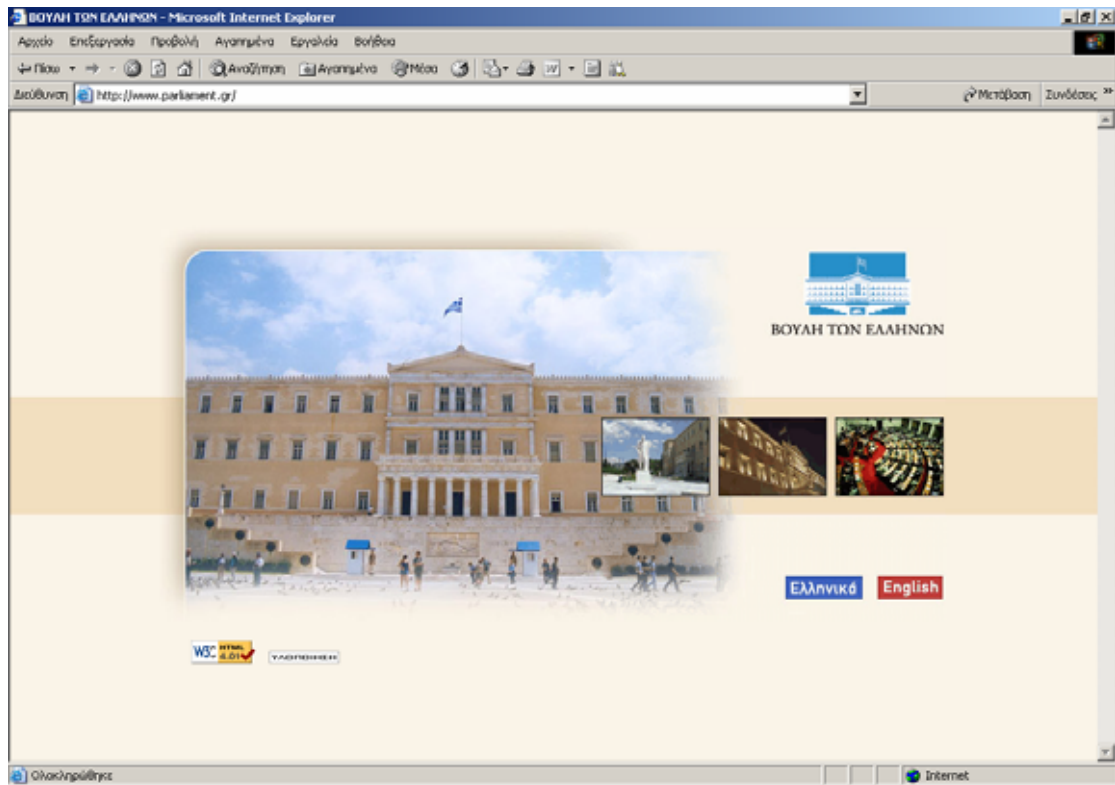 ΒΟΥΛΗ ΤΩΝ ΕΛΛΗΝΩΝ - Microsoft Internet Explorer
Αρχείο Επεξεργασία Προβολή Αγαπημένα Εργαλεία Βοήθεια
Πίσω Αναζήτηση Αγαπημένα Μέσα
Διεύθυνση http://www.parliament.gr/ Μετάβαση Συνδέσεις »
ΒΟΥΛΗ ΤΩΝ ΕΛΛΗΝΩΝ
Ελληνικά English
W3C HTML 4.01
ΥΛΟΠΟΙΗΣΗ
Ολοκληρώθηκε Internet